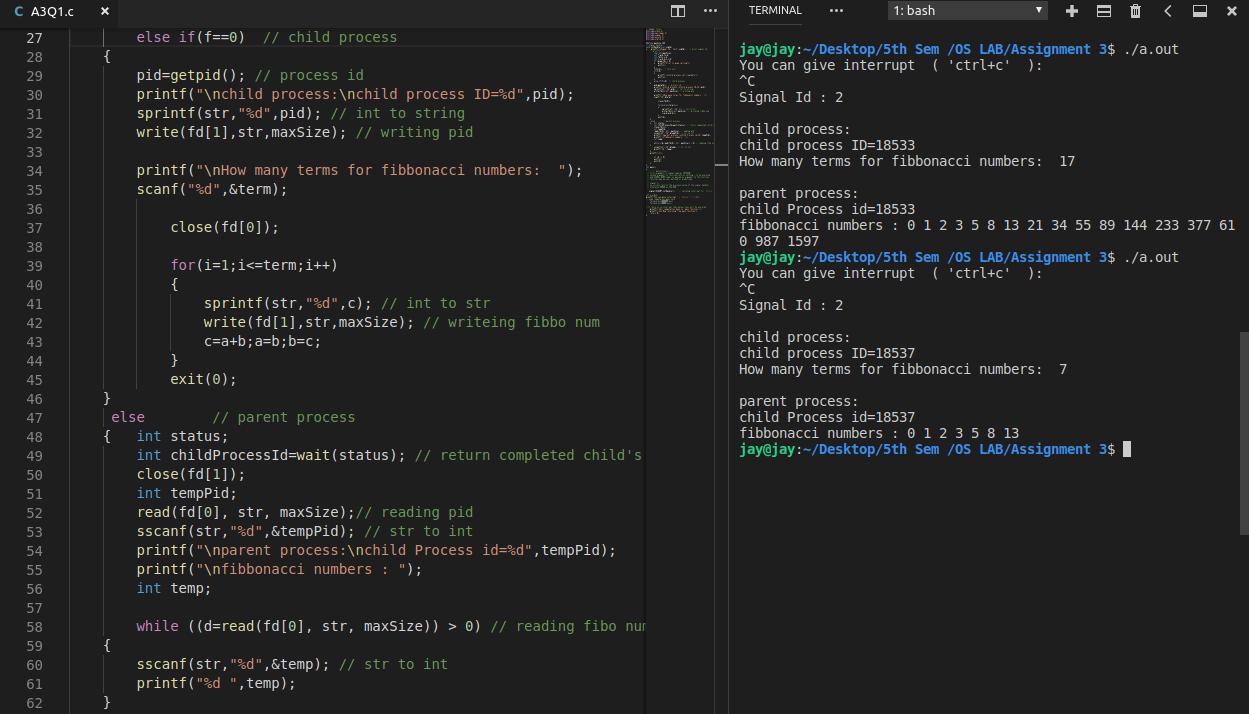 C A3Q1.c ×
27 else if(f==0) // child process
28 {
29 pid=getpid(); // process id
30 printf("\nchild process:\nchild process ID=%d",pid);
31 sprintf(str,"%d",pid); // int to string
32 write(fd[1],str,maxSize); // writing pid
33
34 printf("\nHow many terms for fibbonacci numbers:  ");
35 scanf("%d",&term);
36
37 close(fd[0]);
38
39 for(i=1;i<=term;i++)
40 {
41 sprintf(str,"%d",c); // int to str
42 write(fd[1],str,maxSize); // writeing fibbo num
43 c=a+b;a=b;b=c;
44 }
45 exit(0);
46 }
47 else // parent process
48 { int status;
49 int childProcessId=wait(status); // return completed child's
50 close(fd[1]);
51 int tempPid;
52 read(fd[0], str, maxSize);// reading pid
53 sscanf(str,"%d",&tempPid); // str to int
54 printf("\nparent process:\nchild Process id=%d",tempPid);
55 printf("\nfibbonacci numbers : ");
56 int temp;
57
58 while ((d=read(fd[0], str, maxSize)) > 0) // reading fibo nu
59 {
60 sscanf(str,"%d",&temp); // str to int
61 printf("%d ",temp);
62 }
TERMINAL ··· 1: bash
jay@jay:~/Desktop/5th Sem /OS LAB/Assignment 3$ ./a.out
You can give interrupt  ( 'ctrl+c'  ):
^C
Signal Id : 2
child process:
child process ID=18533
How many terms for fibbonacci numbers:  17
parent process:
child Process id=18533
fibbonacci numbers : 0 1 2 3 5 8 13 21 34 55 89 144 233 377 61
0 987 1597
jay@jay:~/Desktop/5th Sem /OS LAB/Assignment 3$ ./a.out
You can give interrupt  ( 'ctrl+c'  ):
^C
Signal Id : 2
child process:
child process ID=18537
How many terms for fibbonacci numbers:  7
parent process:
child Process id=18537
fibbonacci numbers : 0 1 2 3 5 8 13
jay@jay:~/Desktop/5th Sem /OS LAB/Assignment 3$